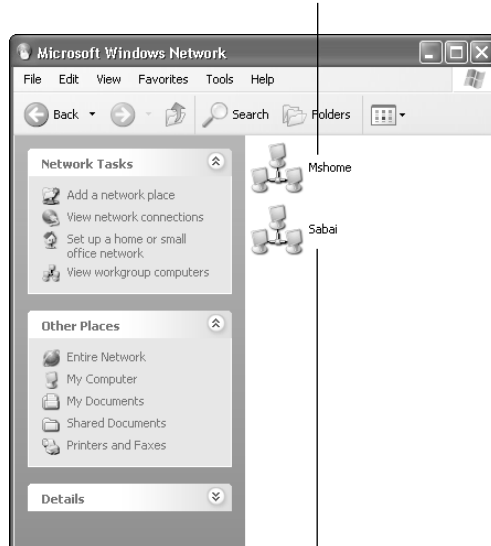 Microsoft Windows Network
File Edit View Favorites Tools Help
Back Search Folders
Network Tasks
Add a network place
View network connections
Set up a home or small
office network
View workgroup computers
Other Places
Entire Network
My Computer
My Documents
Shared Documents
Printers and Faxes
Details
Mshome
Sabai